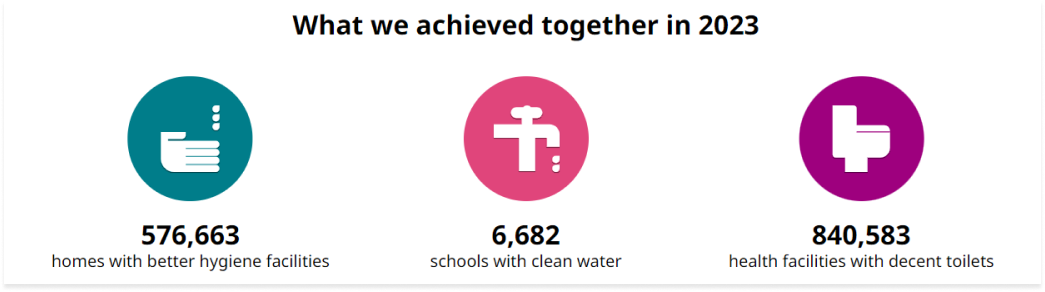 What we achieved together in 2023
576,663
homes with better hygiene facilities
6,682
schools with clean water
840,583
health facilities with decent toilets